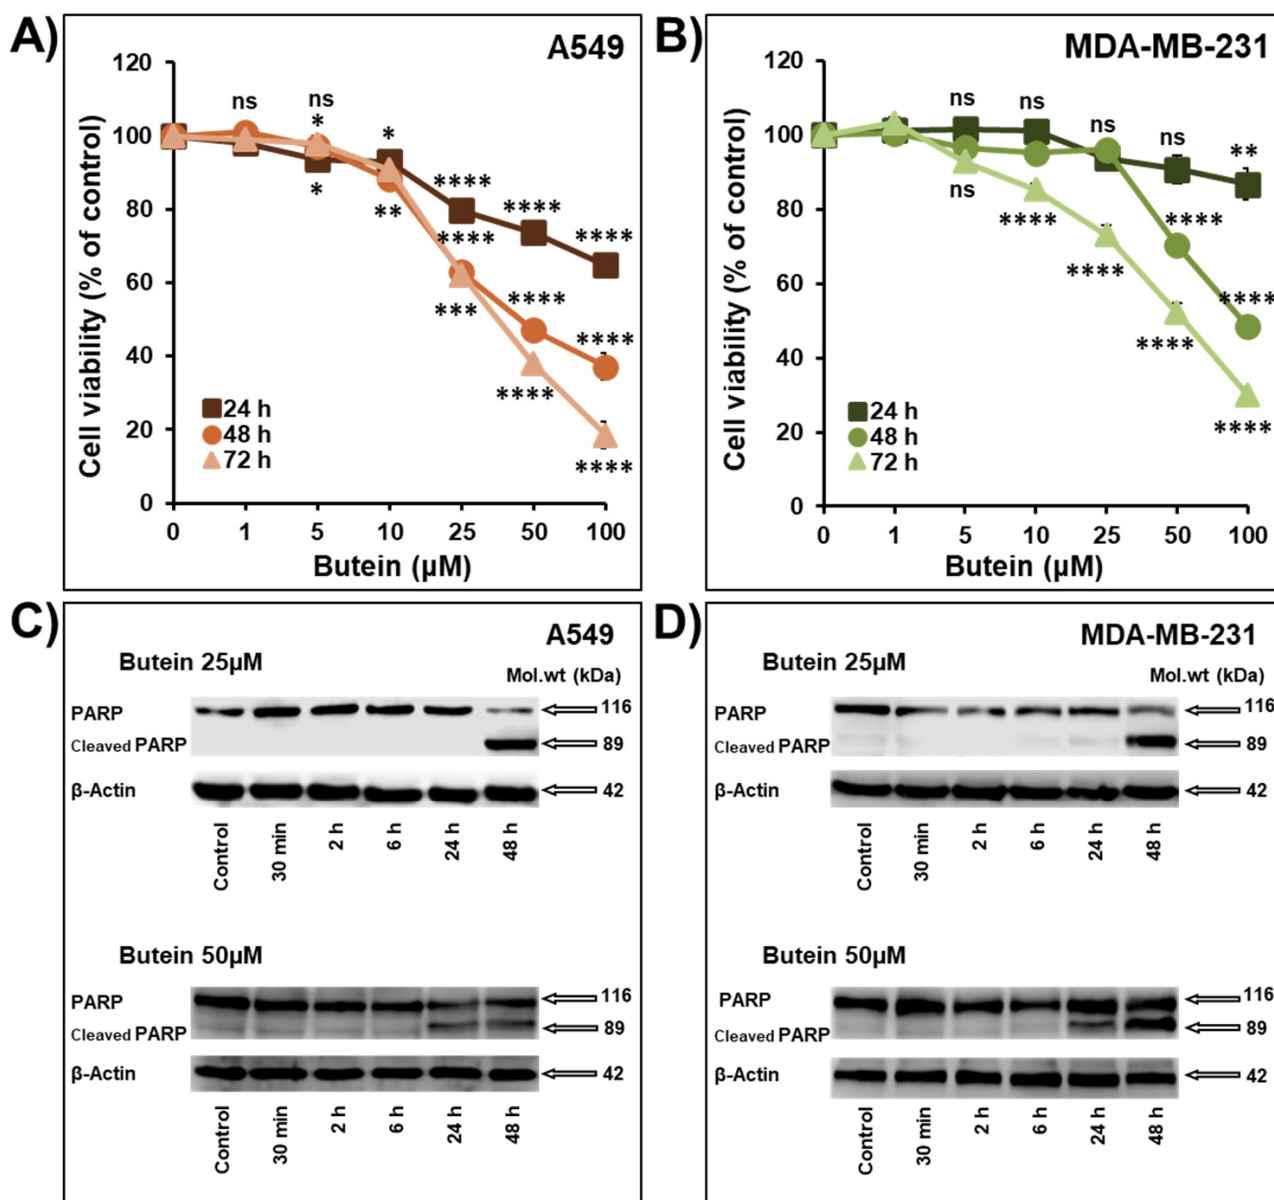 A)
A549
120
100
80
60
40
20
0
Cell viability (% of control)
ns
ns
*
*
*
**
****
****
****
****
***
****
****
****
****
24 h
48 h
72 h
0 1 5 10 25 50 100
Butein (µM)
B)
MDA-MB-231
120
100
80
60
40
20
0
Cell viability (% of control)
ns
ns
ns
ns
**
ns
****
****
****
****
****
****
24 h
48 h
72 h
0 1 5 10 25 50 100
Butein (µM)
C)
A549
Butein 25µM
Mol.wt (kDa)
PARP 116
Cleaved PARP 89
β-Actin 42
Control 30 min 2 h 6 h 24 h 48 h
Butein 50µM
PARP 116
Cleaved PARP 89
β-Actin 42
Control 30 min 2 h 6 h 24 h 48 h
D)
MDA-MB-231
Butein 25µM
Mol.wt (kDa)
PARP 116
Cleaved PARP 89
β-Actin 42
Control 30 min 2 h 6 h 24 h 48 h
Butein 50µM
PARP 116
Cleaved PARP 89
β-Actin 42
Control 30 min 2 h 6 h 24 h 48 h